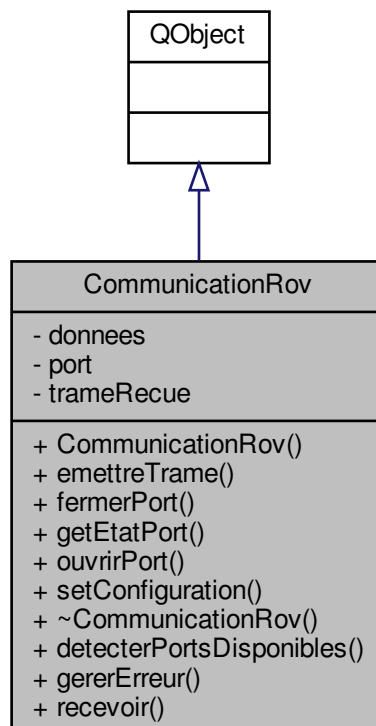 QObject
CommunicationRov
- donnees
- port
- trameRecue
+ CommunicationRov()
+ emettreTrame()
+ fermerPort()
+ getEtatPort()
+ ouvrirPort()
+ setConfiguration()
+ ~CommunicationRov()
+ detecterPortsDisponibles()
+ gererErreur()
+ recevoir()